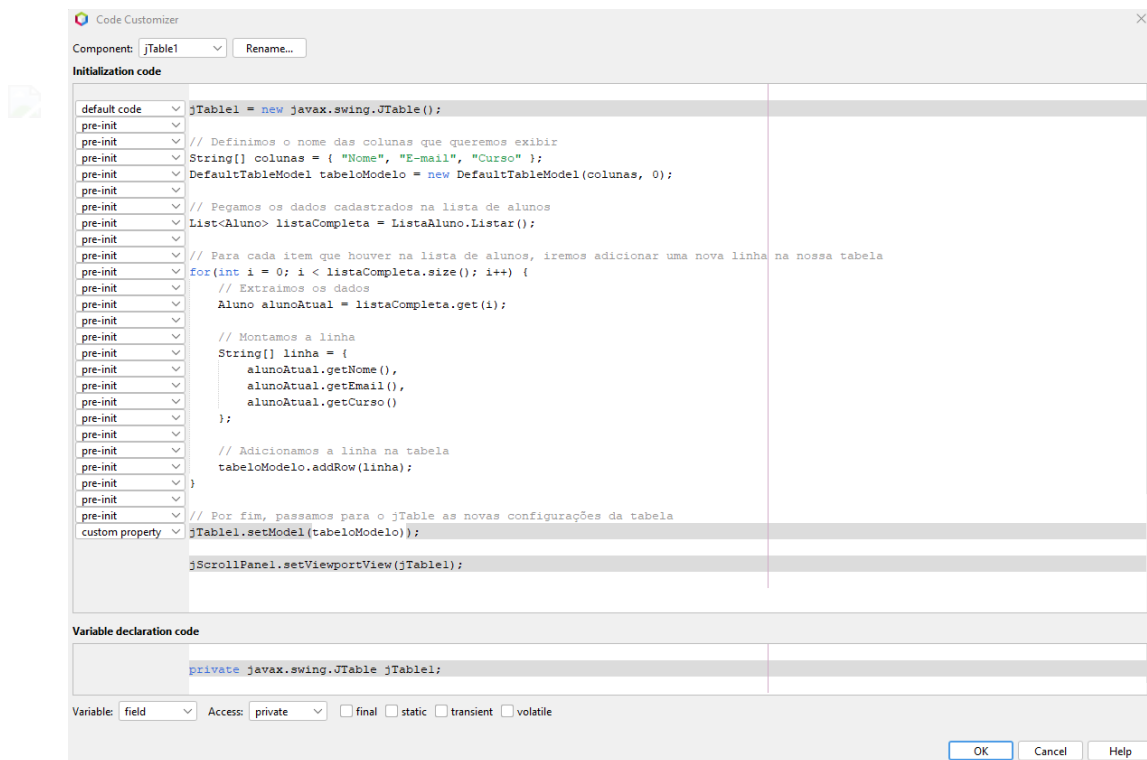 Code Customizer
Component: jTable1 Rename...
Initialization code
default code jTable1 = new javax.swing.JTable();
pre-init
pre-init // Definimos o nome das colunas que queremos exibir
pre-init String[] colunas = { "Nome", "E-mail", "Curso" };
pre-init DefaultTableModel tabeloModelo = new DefaultTableModel(colunas, 0);
pre-init
pre-init // Pegamos os dados cadastrados na lista de alunos
pre-init List<Aluno> listaCompleta = ListaAluno.Listar();
pre-init
pre-init // Para cada item que houver na lista de alunos, iremos adicionar uma nova linha na nossa tabela
pre-init for(int i = 0; i < listaCompleta.size(); i++) {
pre-init // Extraimos os dados
pre-init Aluno alunoAtual = listaCompleta.get(i);
pre-init
pre-init // Montamos a linha
pre-init String[] linha = {
pre-init alunoAtual.getNome(),
pre-init alunoAtual.getEmail(),
pre-init alunoAtual.getCurso()
pre-init };
pre-init
pre-init // Adicionamos a linha na tabela
pre-init tabeloModelo.addRow(linha);
pre-init }
pre-init
pre-init // Por fim, passamos para o jTable as novas configurações da tabela
custom property jTable1.setModel(tabeloModelo));
jScrollPane1.setViewportView(jTable1);
Variable declaration code
private javax.swing.JTable jTable1;
Variable: field Access: private final static transient volatile
OK Cancel Help